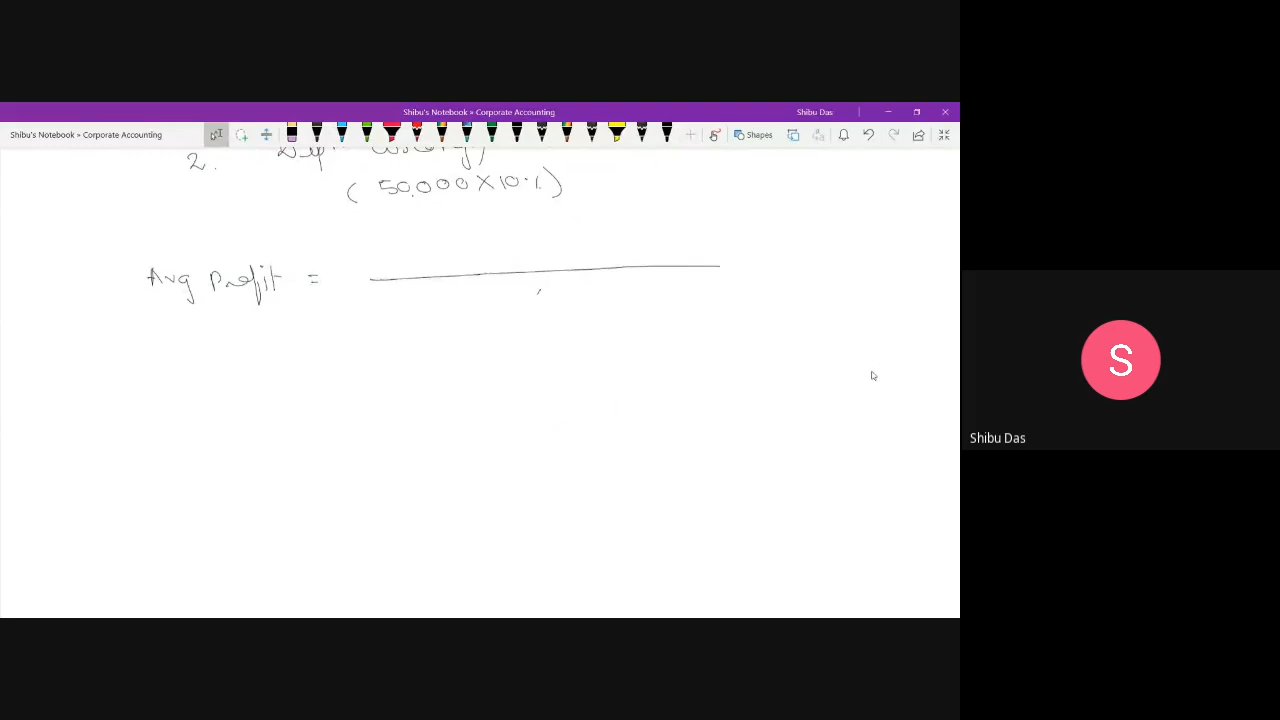 Shibu's Notebook » Corporate Accounting
Shibu Das
Shibu's Notebook » Corporate Accounting
Shapes
2.
( 50,000 X 10 % )
Avg Profit =
S
Shibu Das